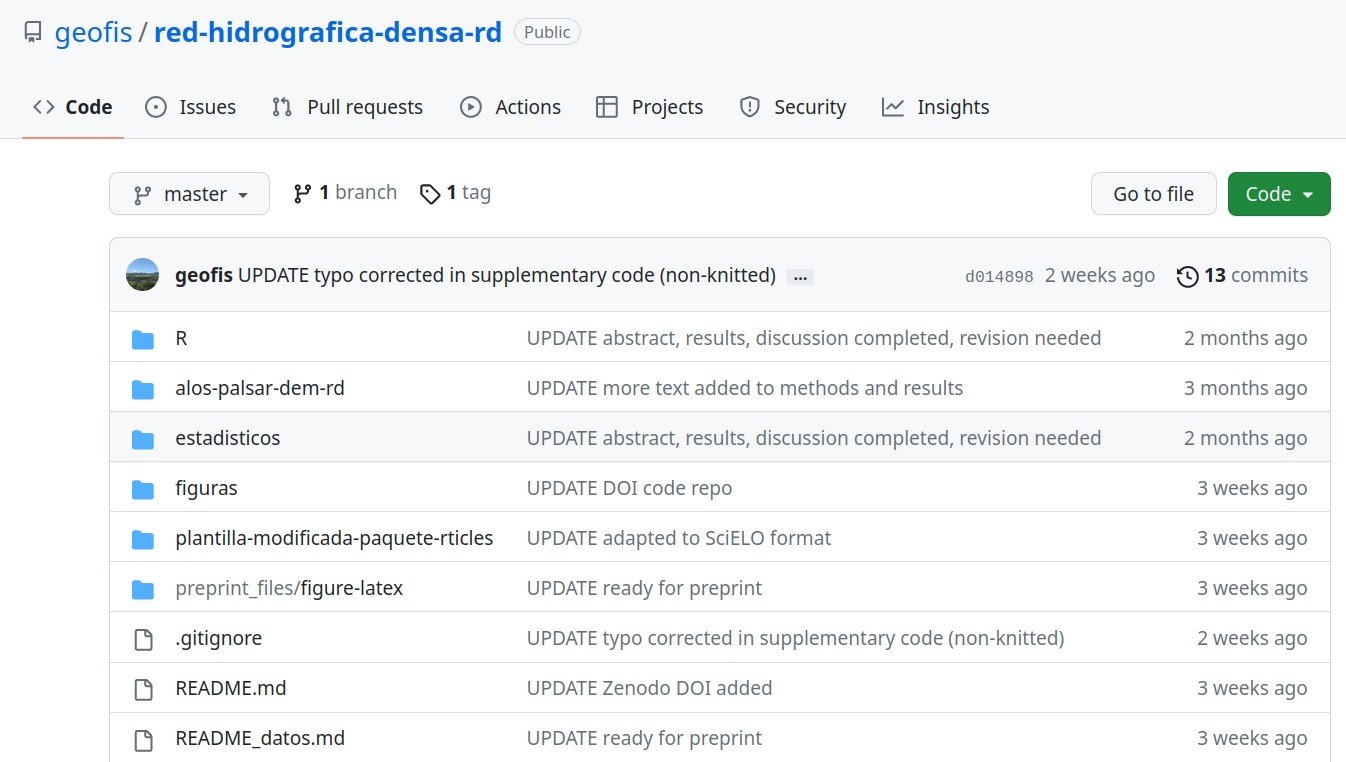 geofis / red-hidrografica-densa-rd Public
Code Issues Pull requests Actions Projects Security Insights
master 1 branch 1 tag Go to file Code
geofis UPDATE typo corrected in supplementary code (non-knitted) ... d014898 2 weeks ago 13 commits
R UPDATE abstract, results, discussion completed, revision needed 2 months ago
alos-palsar-dem-rd UPDATE more text added to methods and results 3 months ago
estadisticos UPDATE abstract, results, discussion completed, revision needed 2 months ago
figuras UPDATE DOI code repo 3 weeks ago
plantilla-modificada-paquete-rticles UPDATE adapted to SciELO format 3 weeks ago
preprint_files/figure-latex UPDATE ready for preprint 3 weeks ago
.gitignore UPDATE typo corrected in supplementary code (non-knitted) 2 weeks ago
README.md UPDATE Zenodo DOI added 3 weeks ago
README_datos.md UPDATE ready for preprint 3 weeks ago